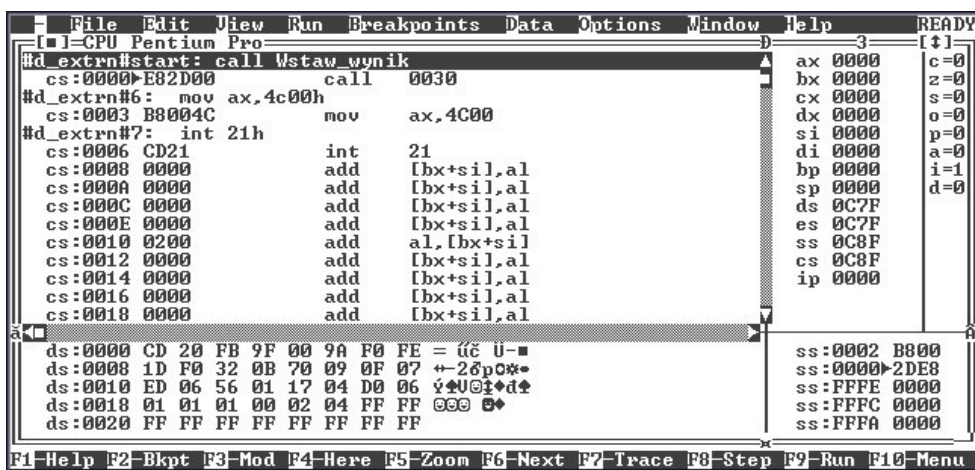 File Edit View Run Breakpoints Data Options Window Help READY
[■]=CPU Pentium Pro 3 [↕]
#d_extrn#start: call Wstaw_wynik
cs:0000►E82D00 call 0030
#d_extrn#6: mov ax,4c00h
cs:0003 B8004C mov ax,4C00
#d_extrn#7: int 21h
cs:0006 CD21 int 21
cs:0008 0000 add [bx+si],al
cs:000A 0000 add [bx+si],al
cs:000C 0000 add [bx+si],al
cs:000E 0000 add [bx+si],al
cs:0010 0200 add al,[bx+si]
cs:0012 0000 add [bx+si],al
cs:0014 0000 add [bx+si],al
cs:0016 0000 add [bx+si],al
cs:0018 0000 add [bx+si],al
ax 0000 c=0
bx 0000 z=0
cx 0000 s=0
dx 0000 o=0
si 0000 p=0
di 0000 a=0
bp 0000 i=1
sp 0000 d=0
ds 0C7F
es 0C7F
ss 0C8F
cs 0C8F
ip 0000
ds:0000 CD 20 FB 9F 00 9A F0 FE
ds:0008 1D F0 32 0B 70 09 0F 07
ds:0010 ED 06 56 01 17 04 D0 06
ds:0018 01 01 01 00 02 04 FF FF
ds:0020 FF FF FF FF FF FF FF FF
ss:0002 B800
ss:0000►2DE8
ss:FFFE 0000
ss:FFFC 0000
ss:FFFA 0000
F1-Help F2-Bkpt F3-Mod F4-Here F5-Zoom F6-Next F7-Trace F8-Step F9-Run F10-Menu